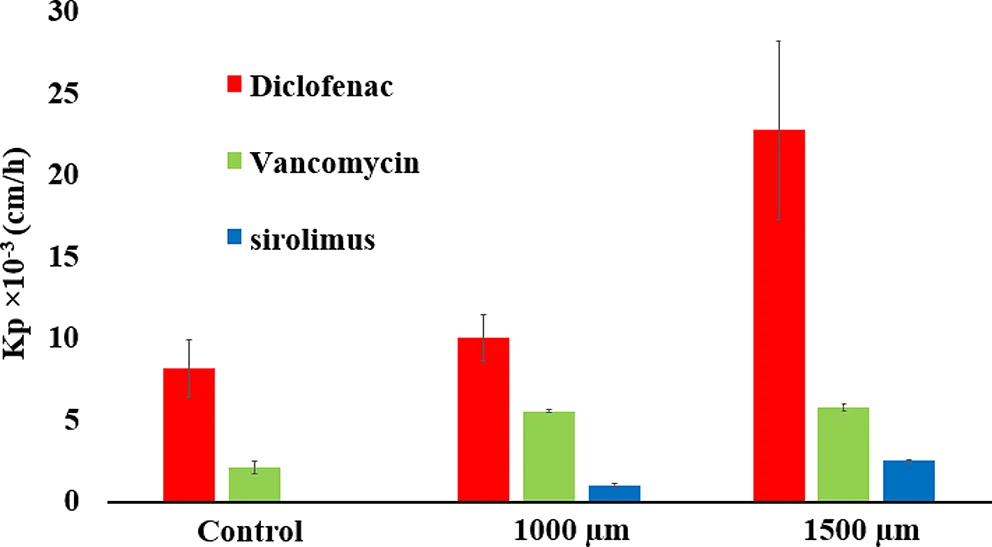 30
25
20
15
10
5
0
Kp ×10⁻³ (cm/h)
Diclofenac
Vancomycin
sirolimus
Control
1000 μm
1500 μm